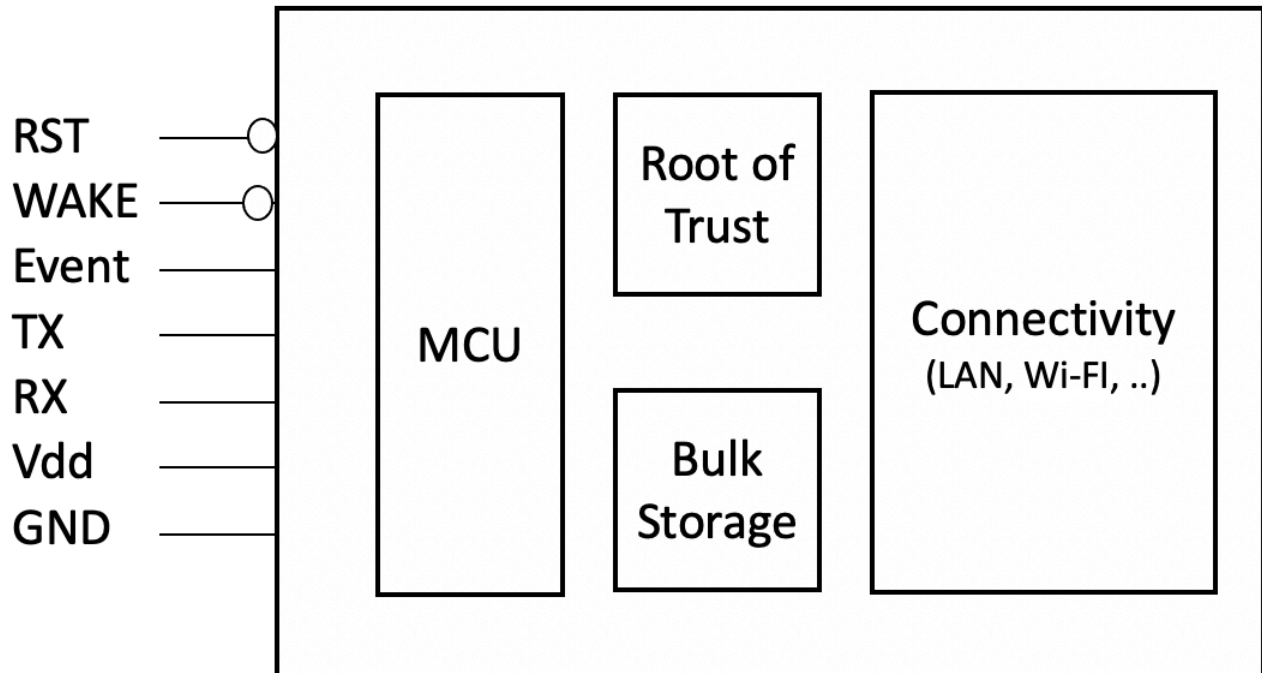 RST
WAKE
Event
TX
RX
Vdd
GND
MCU
Root of
Trust
Bulk
Storage
Connectivity
(LAN, Wi-FI, ..)